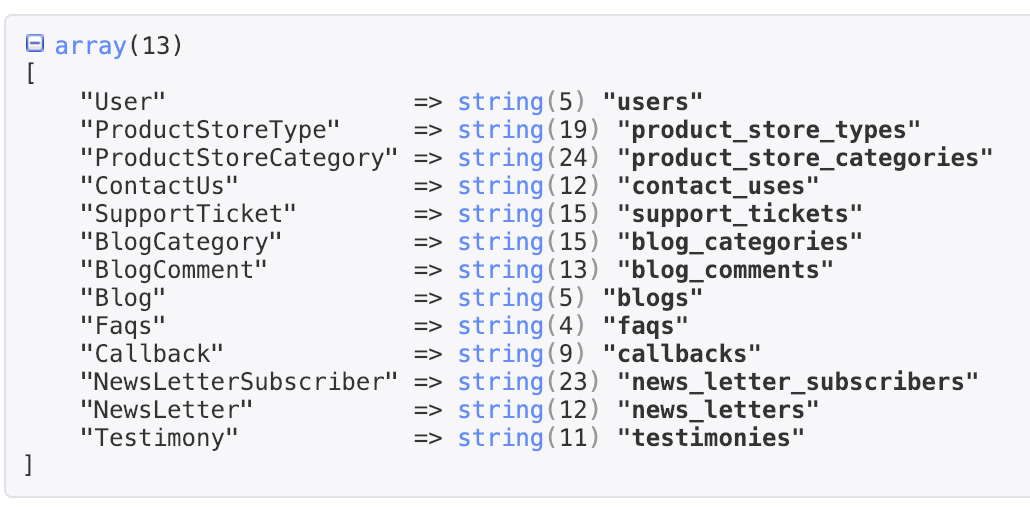 array(13)
[
"User" => string(5) "users"
"ProductStoreType" => string(19) "product_store_types"
"ProductStoreCategory" => string(24) "product_store_categories"
"ContactUs" => string(12) "contact_uses"
"SupportTicket" => string(15) "support_tickets"
"BlogCategory" => string(15) "blog_categories"
"BlogComment" => string(13) "blog_comments"
"Blog" => string(5) "blogs"
"Faqs" => string(4) "faqs"
"Callback" => string(9) "callbacks"
"NewsLetterSubscriber" => string(23) "news_letter_subscribers"
"NewsLetter" => string(12) "news_letters"
"Testimony" => string(11) "testimonies"
]